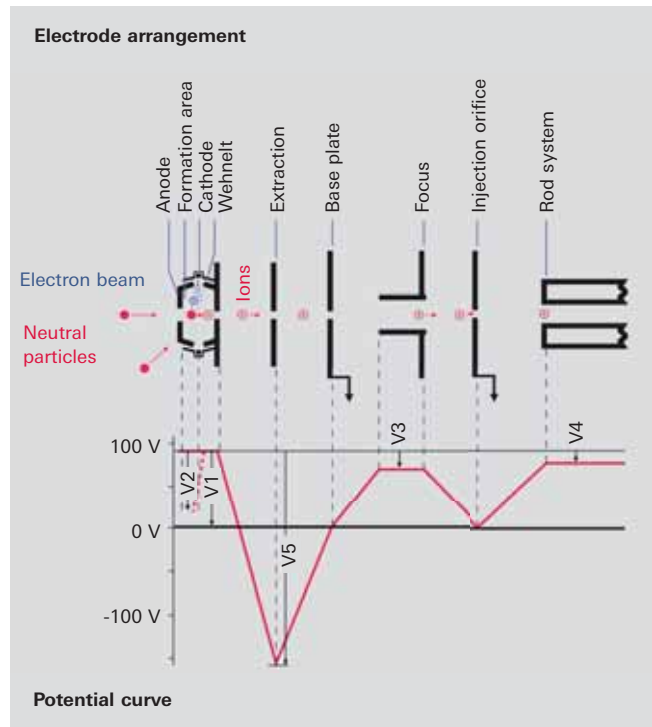 Electrode arrangement
Anode
Formation area
Cathode
Wehnelt
Extraction
Base plate
Focus
Injection orifice
Rod system
Electron beam
Ions
Neutral
particles
100 V
V3
V4
V2
V1
0 V
V5
-100 V
Potential curve